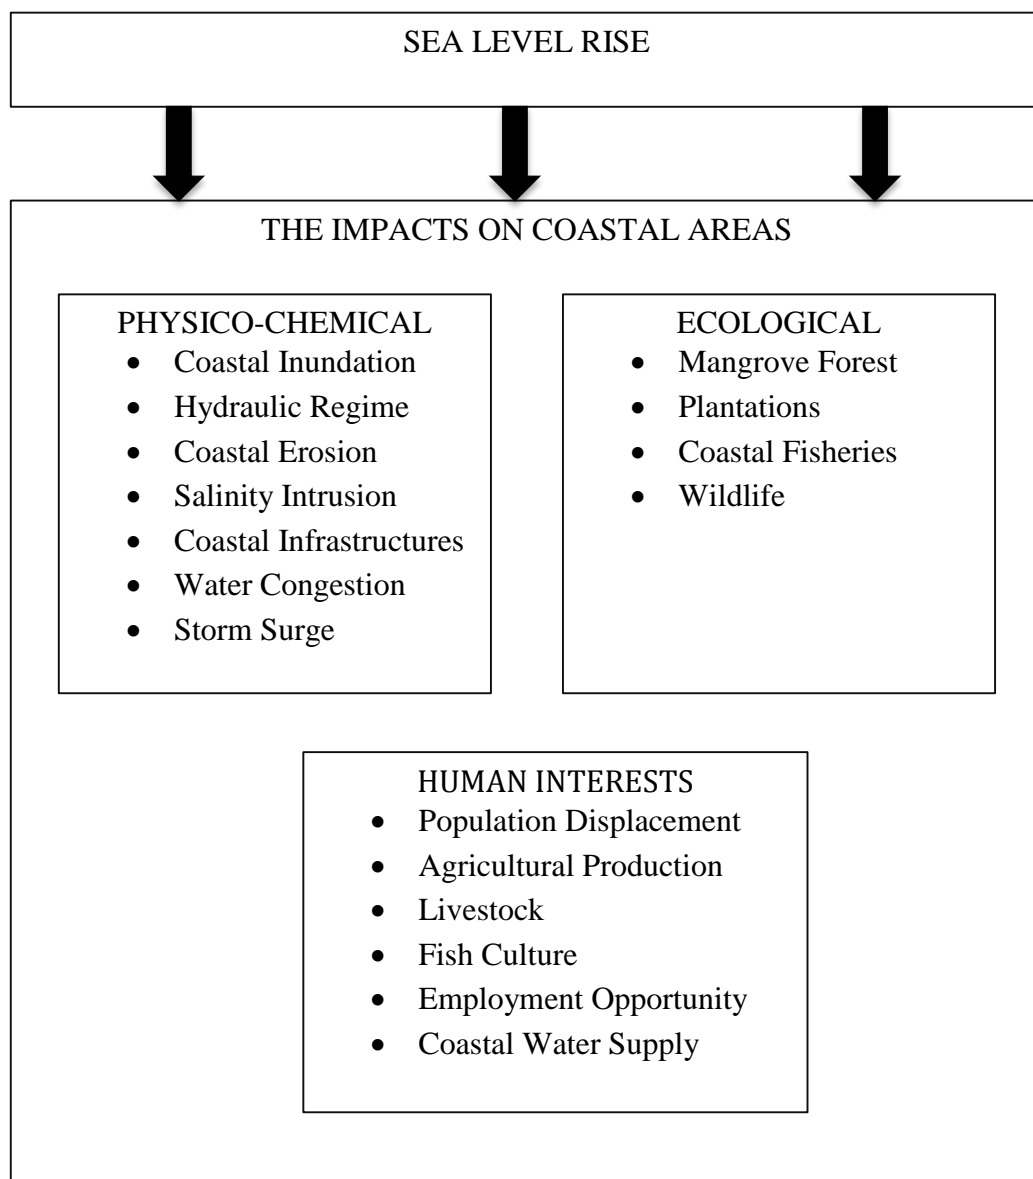 SEA LEVEL RISE
THE IMPACTS ON COASTAL AREAS
PHYSICO-CHEMICAL
• Coastal Inundation
• Hydraulic Regime
• Coastal Erosion
• Salinity Intrusion
• Coastal Infrastructures
• Water Congestion
• Storm Surge
ECOLOGICAL
• Mangrove Forest
• Plantations
• Coastal Fisheries
• Wildlife
HUMAN INTERESTS
• Population Displacement
• Agricultural Production
• Livestock
• Fish Culture
• Employment Opportunity
• Coastal Water Supply